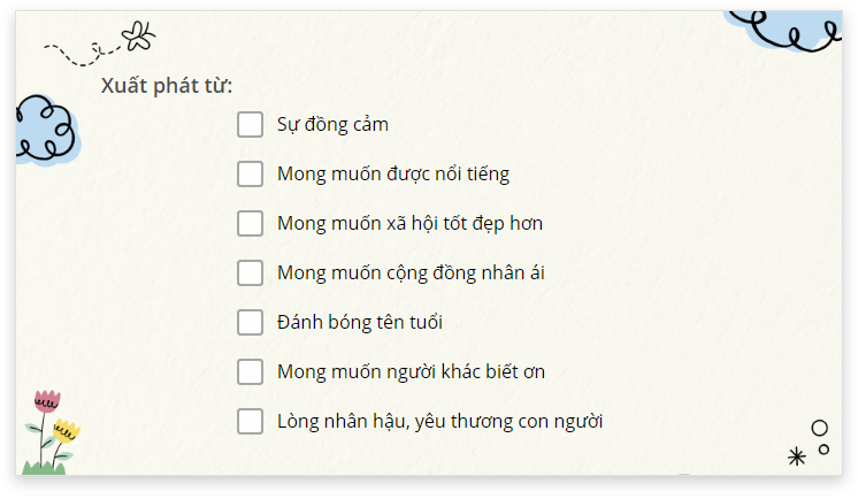 Xuất phát từ:
Sự đồng cảm
Mong muốn được nổi tiếng
Mong muốn xã hội tốt đẹp hơn
Mong muốn cộng đồng nhân ái
Đánh bóng tên tuổi
Mong muốn người khác biết ơn
Lòng nhân hậu, yêu thương con người